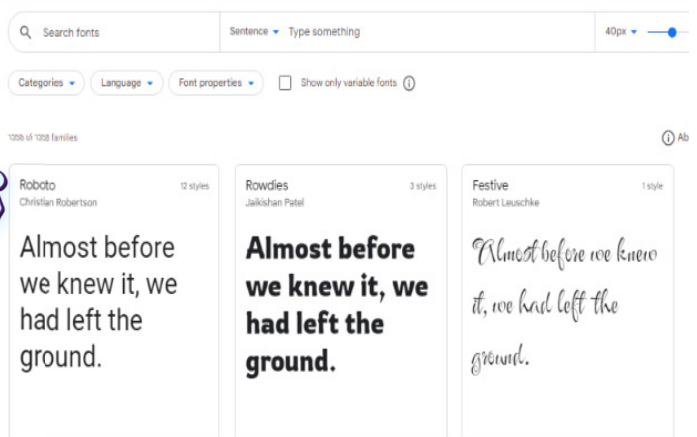 Search fonts
Sentence Type something
40px
Categories Language Font properties Show only variable fonts
of families
Ab
Roboto 12 styles
Christian Robertson
Almost before
we knew it, we
had left the
ground.
Rowdies 3 styles
Jaikishan Patel
Almost before
we knew it, we
had left the
ground.
Festive 1 style
Robert Leuschke
Almost before we knew
it, we had left the
ground.